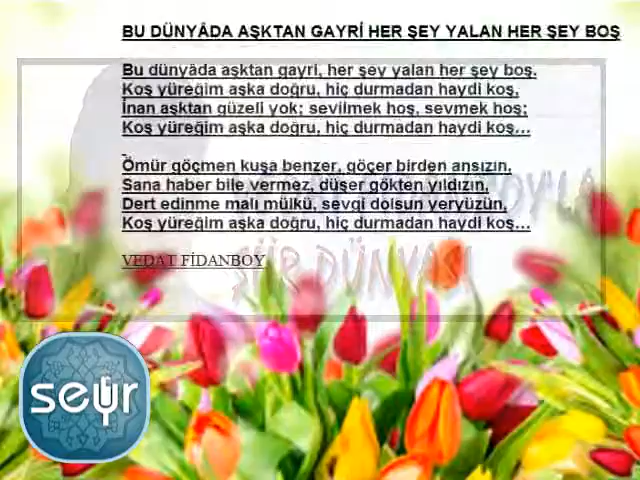 BU DÜNYÂDA AŞKTAN GAYRİ HER ŞEY YALAN HER ŞEY BOŞ
Bu dünyâda aşktan gayri, her şey yalan her şey boş.
Koş yüreğim aşka doğru, hiç durmadan haydi koş,
İnan aşktan güzeli yok; sevilmek hoş, sevmek hoş;
Koş yüreğim aşka doğru, hiç durmadan haydi koş...
Ömür göçmen kuşa benzer, göçer birden ansızın,
Sana haber bile vermez, düşer gökten yıldızın,
Dert edinme malı mülkü, sevgi dolsun yeryüzün,
Koş yüreğim aşka doğru, hiç durmadan haydi koş...
VEDAT FİDANBOY
ŞİİR DÜNYASI
seyir